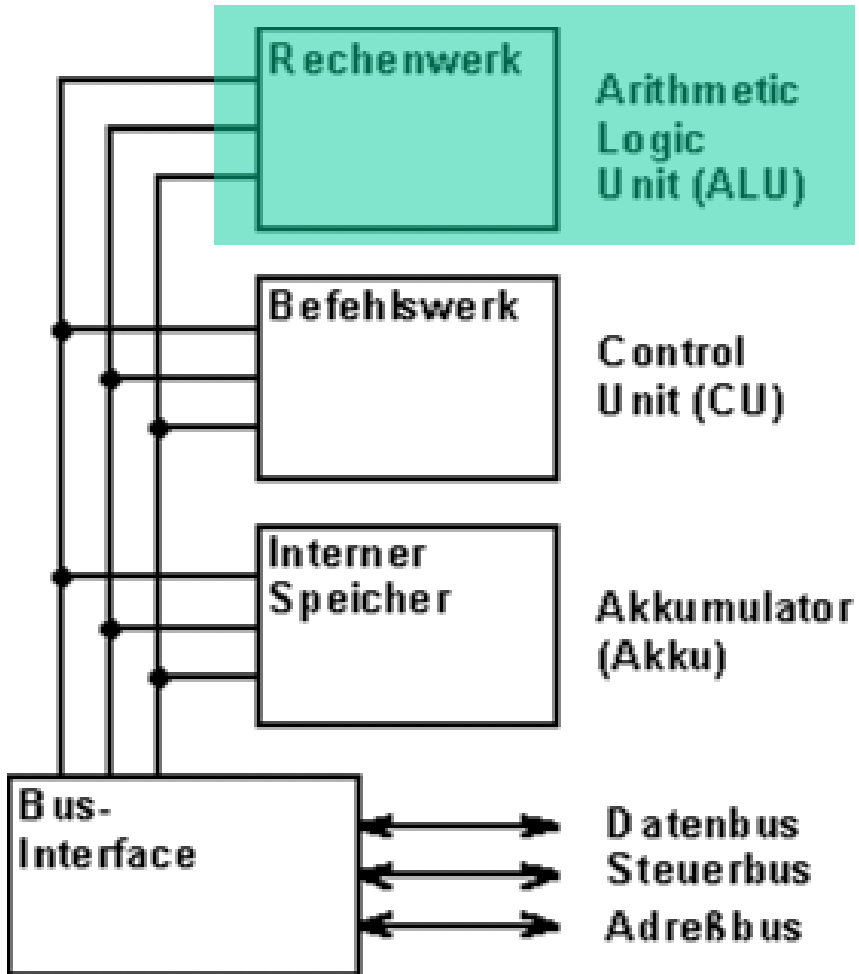 Rechenwerk
Arithmetic
Logic
Unit (ALU)
Befehlswerk
Control
Unit (CU)
Interner
Speicher
Akkumulator
(Akku)
Bus-
Interface
Datenbus
Steuerbus
Adreßbus